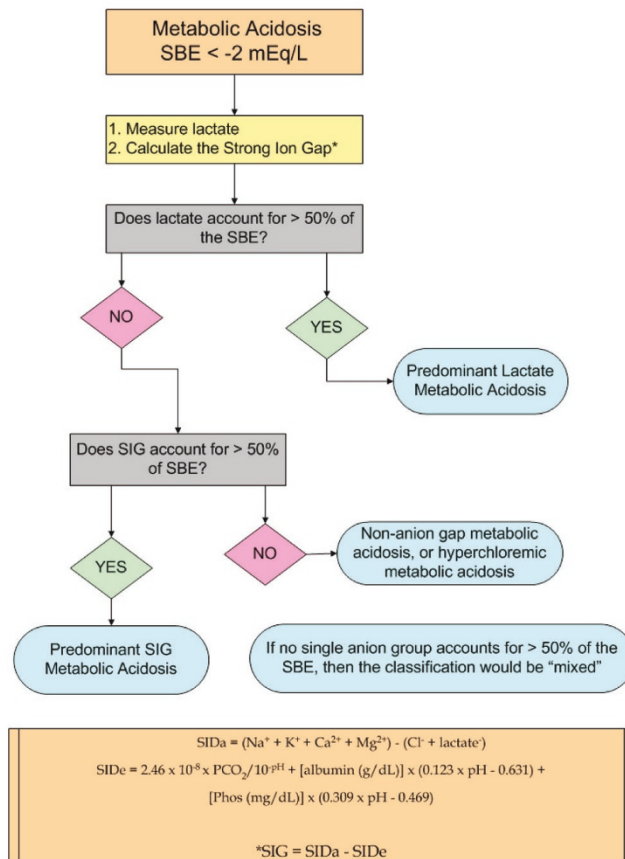 Metabolic Acidosis
SBE < -2 mEq/L
1. Measure lactate
2. Calculate the Strong Ion Gap*
Does lactate account for > 50% of
the SBE?
NO
YES
Predominant Lactate
Metabolic Acidosis
Does SIG account for > 50%
of SBE?
YES
NO
Non-anion gap metabolic
acidosis, or hyperchloremic
metabolic acidosis
Predominant SIG
Metabolic Acidosis
If no single anion group accounts for > 50% of the
SBE, then the classification would be “mixed”
SIDa = (Na⁺ + K⁺ + Ca²⁺ + Mg²⁺) - (Cl⁻ + lactate⁻)
SIDe = 2.46 x 10⁻⁸ x PCO₂/10⁻ᵖᴴ + [albumin (g/dL)] x (0.123 x pH - 0.631) +
[Phos (mg/dL)] x (0.309 x pH - 0.469)
*SIG = SIDa - SIDe